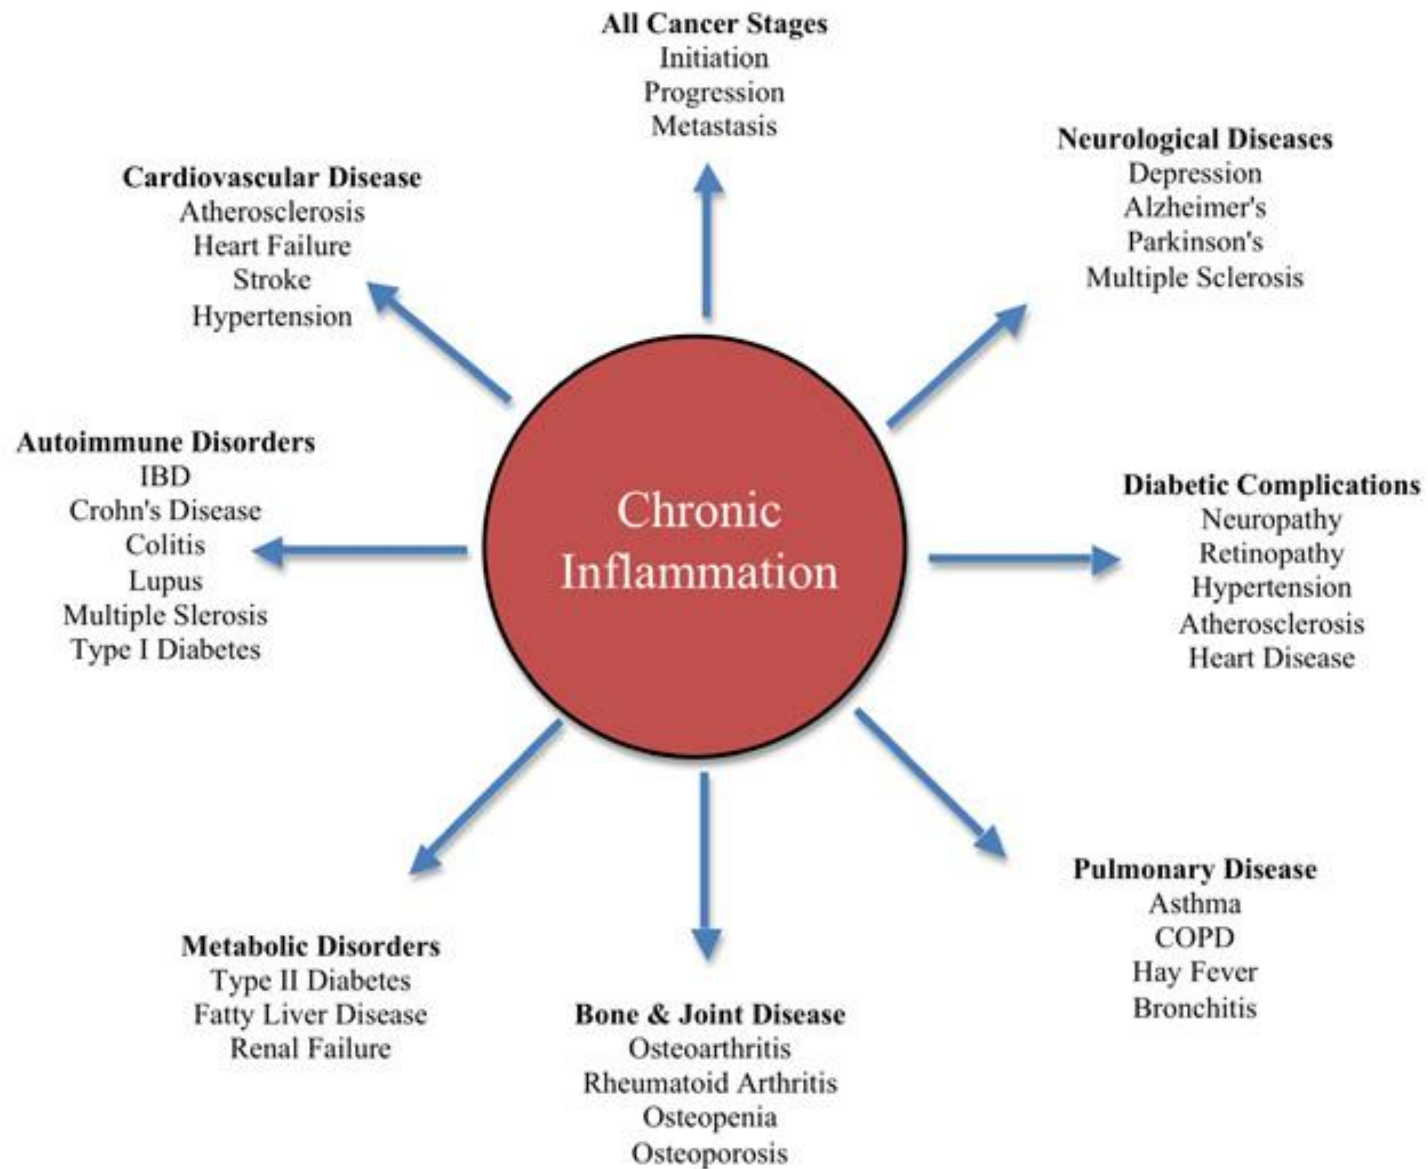 All Cancer Stages
Initiation
Progression
Metastasis
Neurological Diseases
Depression
Alzheimer's
Parkinson's
Multiple Sclerosis
Cardiovascular Disease
Atherosclerosis
Heart Failure
Stroke
Hypertension
Autoimmune Disorders
IBD
Crohn's Disease
Colitis
Lupus
Multiple Slerosis
Type I Diabetes
Chronic
Inflammation
Diabetic Complications
Neuropathy
Retinopathy
Hypertension
Atherosclerosis
Heart Disease
Pulmonary Disease
Asthma
COPD
Hay Fever
Bronchitis
Metabolic Disorders
Type II Diabetes
Fatty Liver Disease
Renal Failure
Bone & Joint Disease
Osteoarthritis
Rheumatoid Arthritis
Osteopenia
Osteoporosis